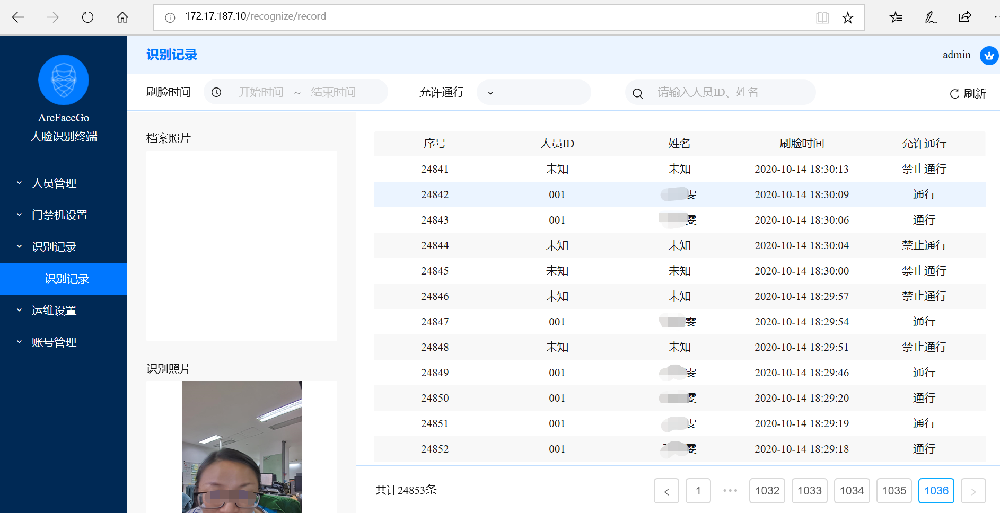 172.17.187.10/recognize/record
识别记录
admin
ArcFaceGo
人脸识别终端
人员管理
门禁机设置
识别记录
识别记录
运维设置
账号管理
刷脸时间 开始时间 ~ 结束时间 允许通行 请输入人员ID、姓名 刷新
档案照片
识别照片
序号 人员ID 姓名 刷脸时间 允许通行
24841 未知 未知 2020-10-14 18:30:13 禁止通行
24842 001 雯 2020-10-14 18:30:09 通行
24843 001 雯 2020-10-14 18:30:06 通行
24844 未知 未知 2020-10-14 18:30:04 禁止通行
24845 未知 未知 2020-10-14 18:30:00 禁止通行
24846 未知 未知 2020-10-14 18:29:57 禁止通行
24847 001 雯 2020-10-14 18:29:54 通行
24848 未知 未知 2020-10-14 18:29:51 禁止通行
24849 001 雯 2020-10-14 18:29:46 通行
24850 001 雯 2020-10-14 18:29:20 通行
24851 001 雯 2020-10-14 18:29:19 通行
24852 001 雯 2020-10-14 18:29:18 通行
共计24853条 < 1 ••• 1032 1033 1034 1035 1036 >